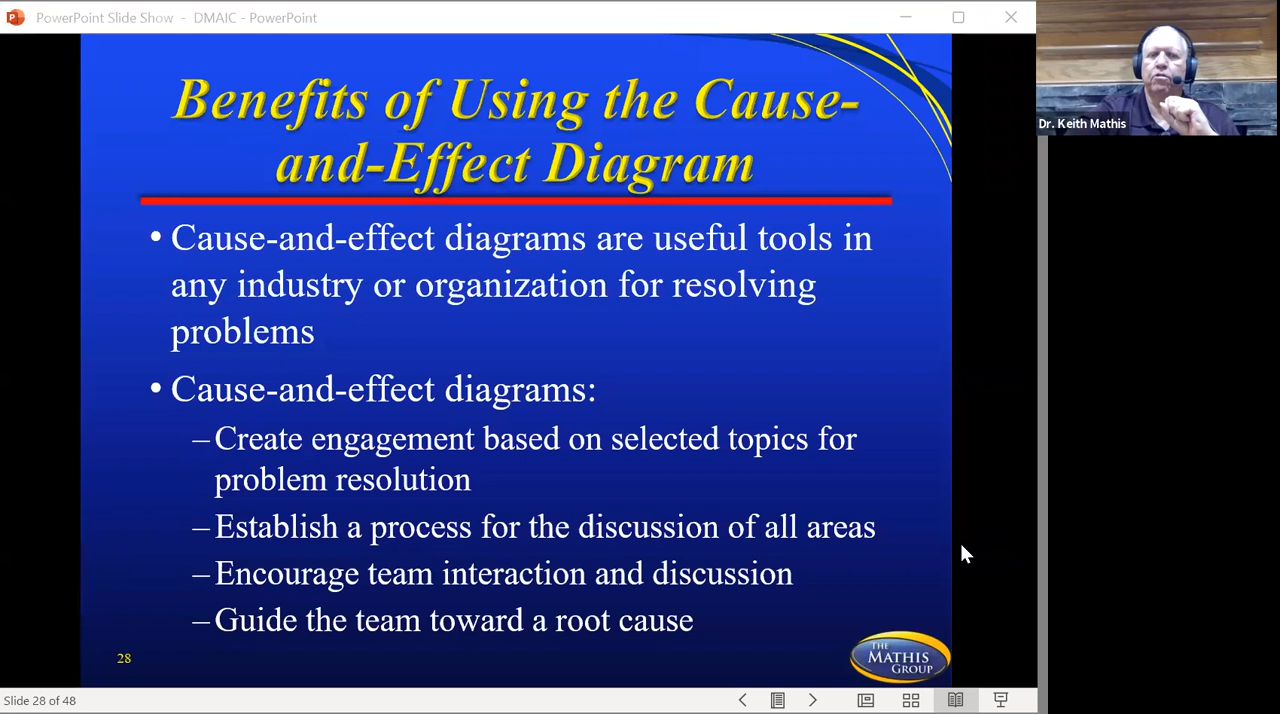 PowerPoint Slide Show - DMAIC - PowerPoint
Dr. Keith Mathis
Benefits of Using the Cause-
and-Effect Diagram
• Cause-and-effect diagrams are useful tools in
any industry or organization for resolving
problems
• Cause-and-effect diagrams:
– Create engagement based on selected topics for
problem resolution
– Establish a process for the discussion of all areas
– Encourage team interaction and discussion
– Guide the team toward a root cause
28
THE
MATHIS
GROUP
Slide 28 of 48